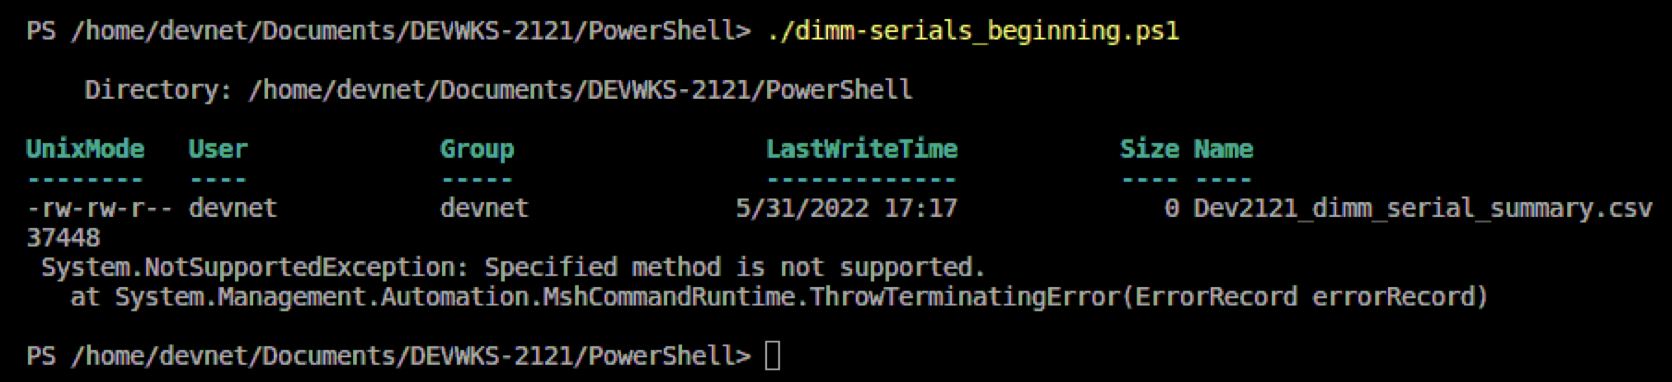 PS /home/devnet/Documents/DEVWKS-2121/PowerShell> ./dimm-serials_beginning.ps1
Directory: /home/devnet/Documents/DEVWKS-2121/PowerShell
UnixMode User Group LastWriteTime Size Name
-------- ---- ----- ------------- ---- ----
-rw-rw-r-- devnet devnet 5/31/2022 17:17 0 Dev2121_dimm_serial_summary.csv
37448
System.NotSupportedException: Specified method is not supported.
at System.Management.Automation.MshCommandRuntime.ThrowTerminatingError(ErrorRecord errorRecord)
PS /home/devnet/Documents/DEVWKS-2121/PowerShell>